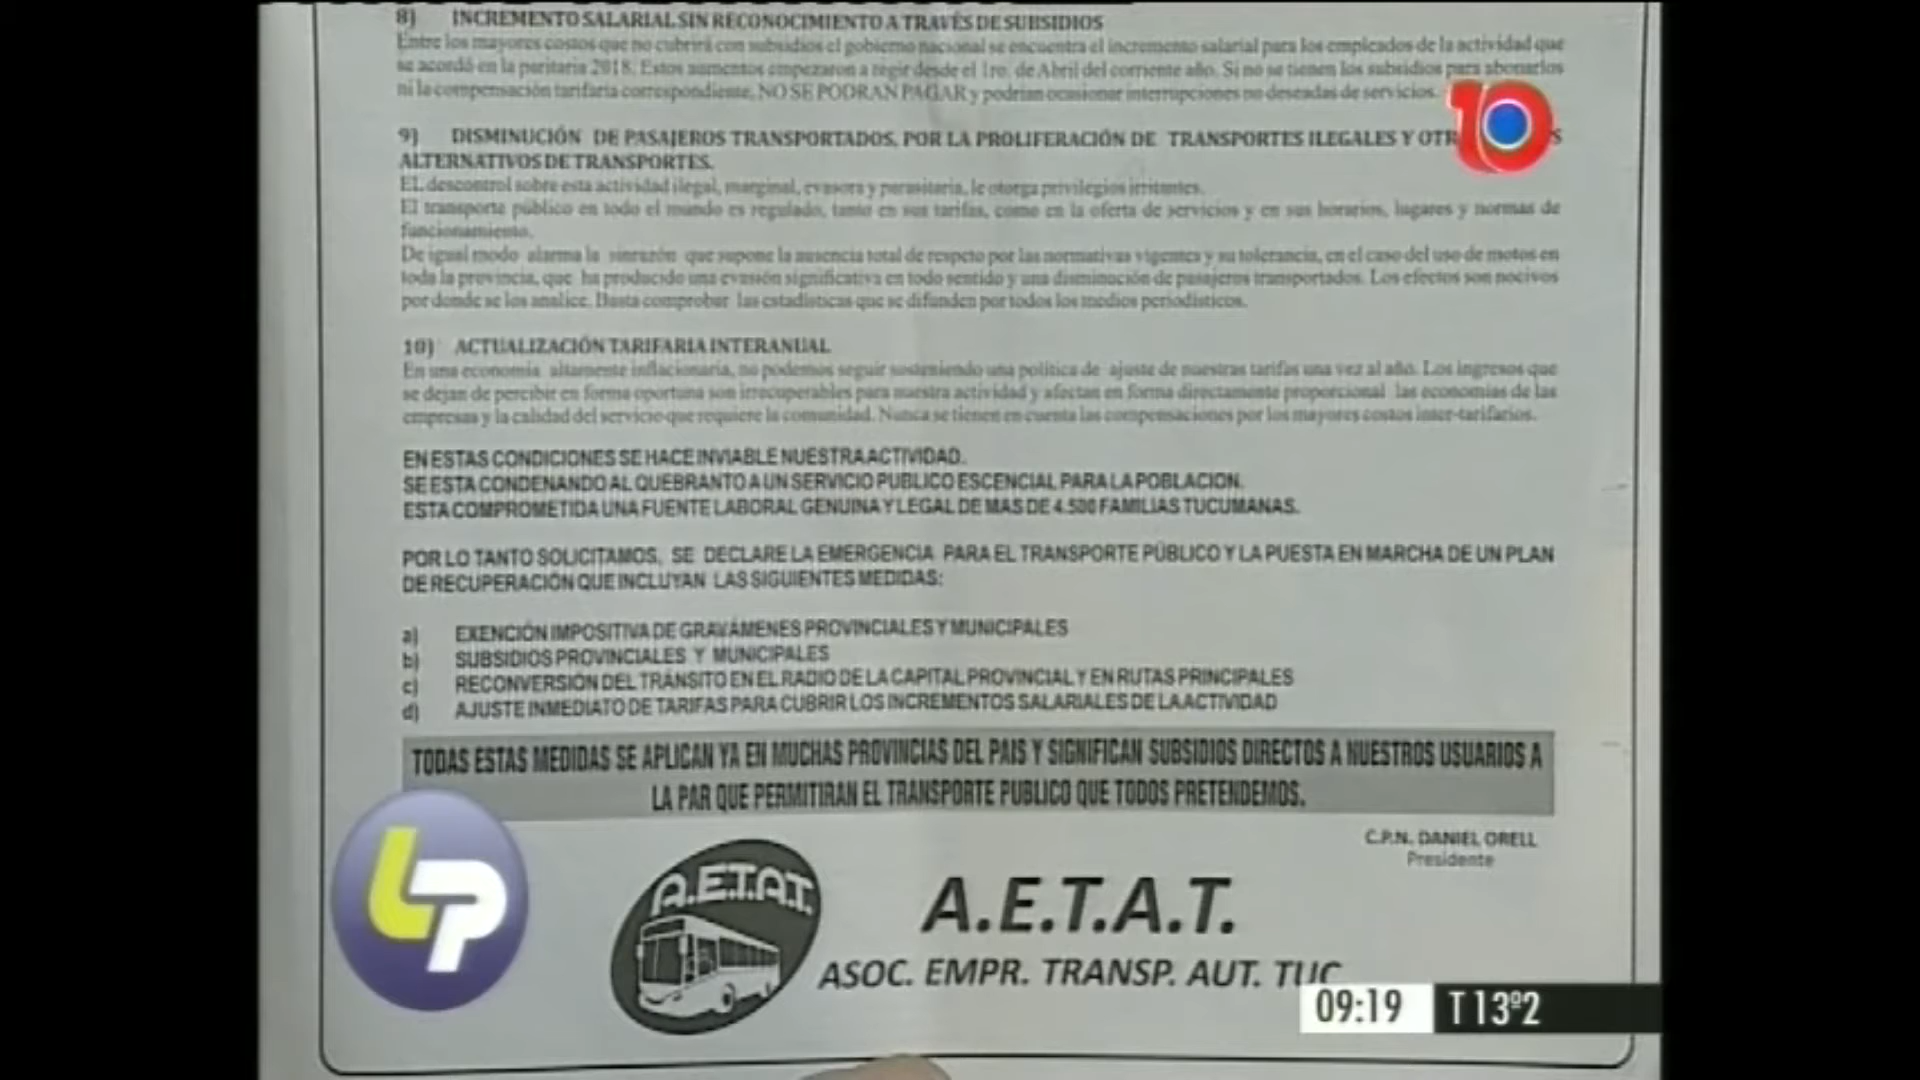 8) INCREMENTO SALARIAL SIN RECONOCIMIENTO A TRAVÉS DE SUBSIDIOS
Entre los mayores costos que no cubrirá con subsidios el gobierno nacional se encuentra el incremento salarial para los empleados de la actividad que
se acordó en la paritaria 2018. Estos aumentos empezaron a regir desde el 1ro. de Abril del corriente año. Si no se tienen los subsidios para abonarlos
ni la compensación tarifaria correspondiente, NO SE PODRAN PAGAR y podrían ocasionar interrupciones no deseadas de servicios.
10
9) DISMINUCIÓN DE PASAJEROS TRANSPORTADOS, POR LA PROLIFERACIÓN DE TRANSPORTES ILEGALES Y OTR S
ALTERNATIVOS DE TRANSPORTES.
EL descontrol sobre esta actividad ilegal, marginal, evasora y parasitaria, le otorga privilegios irritantes.
El transporte público en todo el mundo es regulado, tanto en sus tarifas, como en la oferta de servicios y en sus horarios, lugares y normas de
funcionamiento.
De igual modo alarma la sinrazón que supone la ausencia total de respeto por las normativas vigentes y su tolerancia, en el caso del uso de motos en
toda la provincia, que ha producido una evasión significativa en todo sentido y una disminución de pasajeros transportados. Los efectos son nocivos
por donde se los analice. Basta comprobar las estadísticas que se difunden por todos los medios periodísticos.
10) ACTUALIZACIÓN TARIFARIA INTERANUAL
En una economía altamente inflacionaria, no podemos seguir sosteniendo una política de ajuste de nuestras tarifas una vez al año. Los ingresos que
se dejan de percibir en forma oportuna son irrecuperables para nuestra actividad y afectan en forma directamente proporcional las economías de las
empresas y la calidad del servicio que requiere la comunidad. Nunca se tienen en cuenta las compensaciones por los mayores costos inter-tarifarios.
EN ESTAS CONDICIONES SE HACE INVIABLE NUESTRA ACTIVIDAD.
SE ESTA CONDENANDO AL QUEBRANTO A UN SERVICIO PUBLICO ESCENCIAL PARA LA POBLACION.
ESTA COMPROMETIDA UNA FUENTE LABORAL GENUINA Y LEGAL DE MAS DE 4.500 FAMILIAS TUCUMANAS.
POR LO TANTO SOLICITAMOS, SE DECLARE LA EMERGENCIA PARA EL TRANSPORTE PÚBLICO Y LA PUESTA EN MARCHA DE UN PLAN
DE RECUPERACIÓN QUE INCLUYAN LAS SIGUIENTES MEDIDAS:
a) EXENCIÓN IMPOSITIVA DE GRAVÁMENES PROVINCIALES Y MUNICIPALES
b) SUBSIDIOS PROVINCIALES Y MUNICIPALES
c) RECONVERSIÓN DEL TRÁNSITO EN EL RADIO DE LA CAPITAL PROVINCIAL Y EN RUTAS PRINCIPALES
d) AJUSTE INMEDIATO DE TARIFAS PARA CUBRIR LOS INCREMENTOS SALARIALES DE LA ACTIVIDAD
TODAS ESTAS MEDIDAS SE APLICAN YA EN MUCHAS PROVINCIAS DEL PAIS Y SIGNIFICAN SUBSIDIOS DIRECTOS A NUESTROS USUARIOS A
LA PAR QUE PERMITIRAN EL TRANSPORTE PUBLICO QUE TODOS PRETENDEMOS.
C.P.N. DANIEL ORELL
Presidente
LP
A.E.T.A.T.
A.E.T.A.T.
ASOC. EMPR. TRANSP. AUT. TUC
09:19 T 13º2